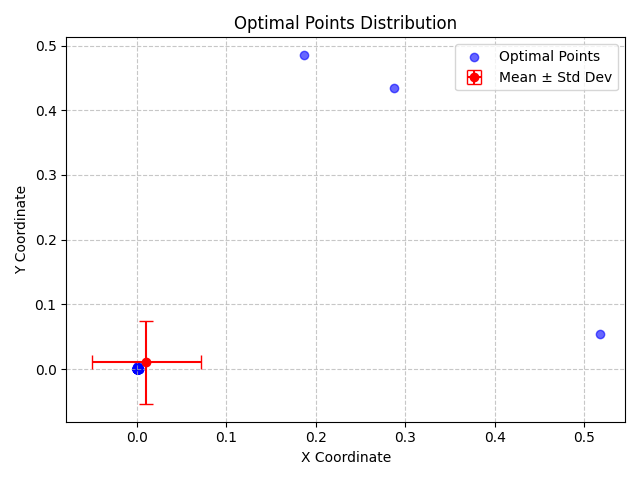 Optimal Points Distribution
Optimal Points
Mean ± Std Dev
Y Coordinate
0.5
0.4
0.3
0.2
0.1
0.0
0.0 0.1 0.2 0.3 0.4 0.5
X Coordinate